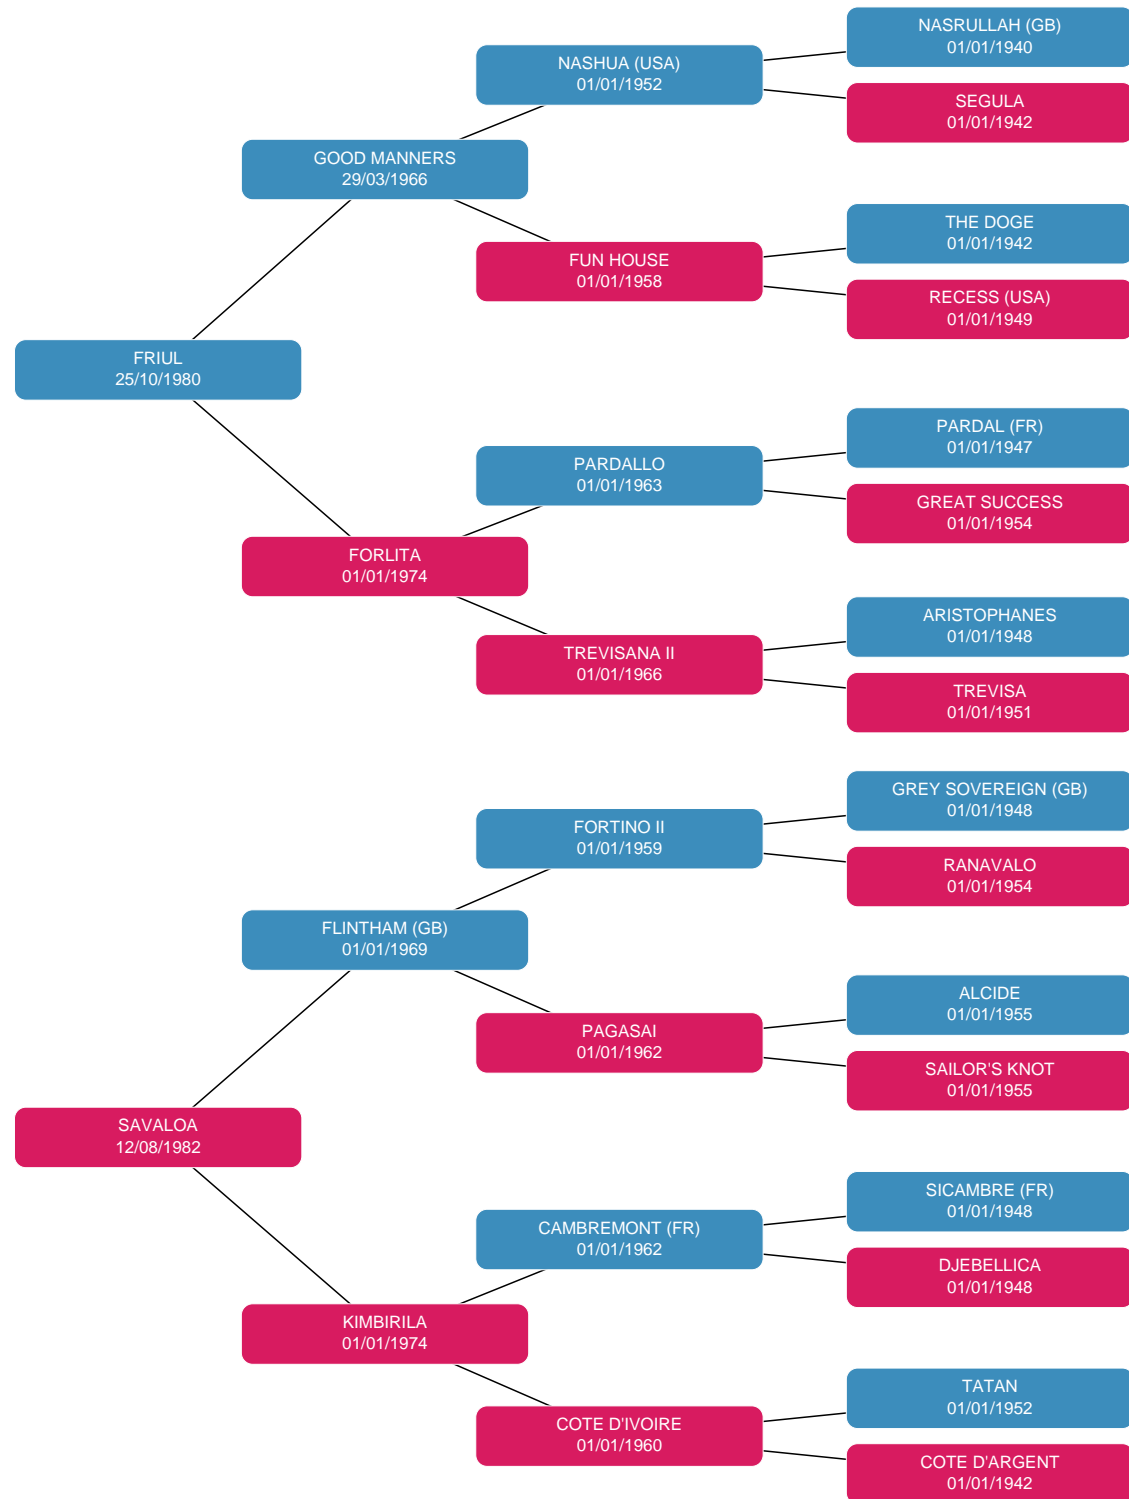 NASRULLAH (GB)
01/01/1940
NASHUA (USA)
01/01/1952
SEGULA
01/01/1942
GOOD MANNERS
29/03/1966
THE DOGE
01/01/1942
FUN HOUSE
01/01/1958
RECESS (USA)
01/01/1949
FRIUL
25/10/1980
PARDAL (FR)
01/01/1947
PARDALLO
01/01/1963
GREAT SUCCESS
01/01/1954
FORLITA
01/01/1974
ARISTOPHANES
01/01/1948
TREVISANA II
01/01/1966
TREVISA
01/01/1951
GREY SOVEREIGN (GB)
01/01/1948
FORTINO II
01/01/1959
RANAVALO
01/01/1954
FLINTHAM (GB)
01/01/1969
ALCIDE
01/01/1955
PAGASAI
01/01/1962
SAILOR'S KNOT
01/01/1955
SAVALOA
12/08/1982
SICAMBRE (FR)
01/01/1948
CAMBREMONT (FR)
01/01/1962
DJEBELLICA
01/01/1948
KIMBIRILA
01/01/1974
TATAN
01/01/1952
COTE D'IVOIRE
01/01/1960
COTE D'ARGENT
01/01/1942